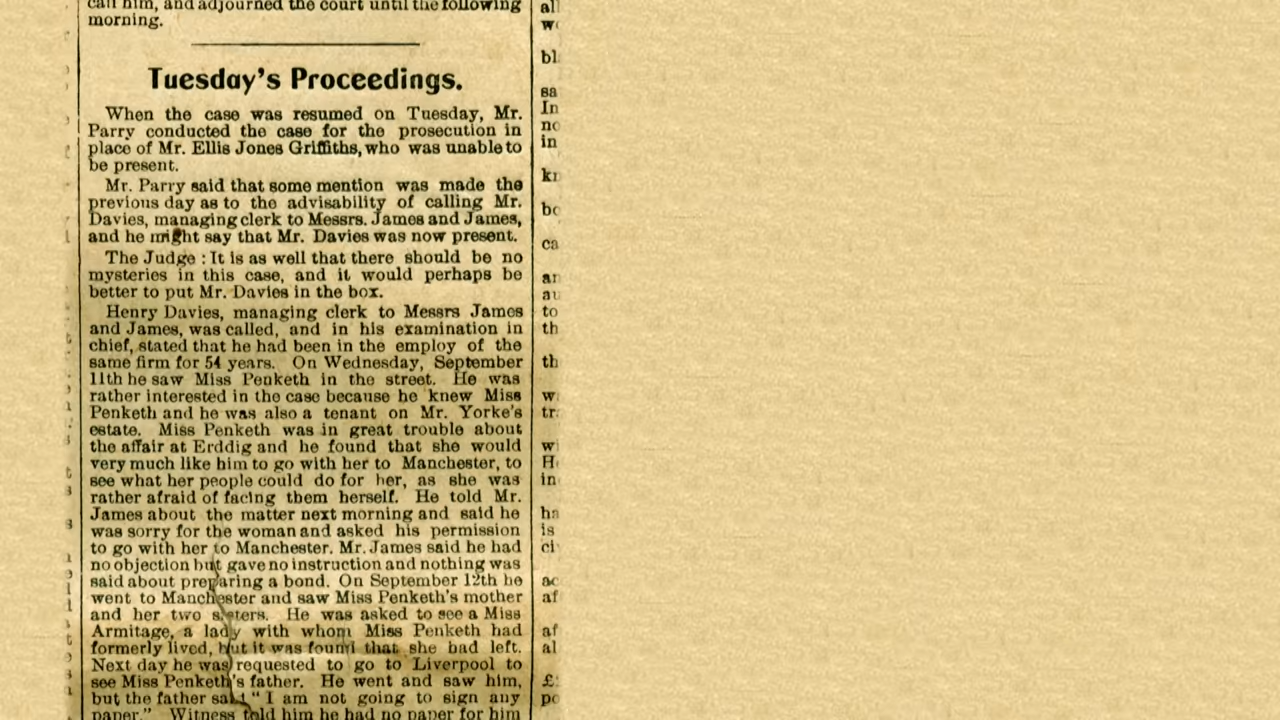 call him, and adjourned the court until the following
morning.
Tuesday's Proceedings.
When the case was resumed on Tuesday, Mr.
Parry conducted the case for the prosecution in
place of Mr. Ellis Jones Griffiths, who was unable to
be present.
Mr. Parry said that some mention was made the
previous day as to the advisability of calling Mr.
Davies, managing clerk to Messrs. James and James,
and he might say that Mr. Davies was now present.
The Judge : It is as well that there should be no
mysteries in this case, and it would perhaps be
better to put Mr. Davies in the box.
Henry Davies, managing clerk to Messrs James
and James, was called, and in his examination in
chief, stated that he had been in the employ of the
same firm for 54 years. On Wednesday, September
11th he saw Miss Penketh in the street. He was
rather interested in the case because he knew Miss
Penketh and he was also a tenant on Mr. Yorke's
estate. Miss Penketh was in great trouble about
the affair at Erddig and he found that she would
very much like him to go with her to Manchester, to
see what her people could do for her, as she was
rather afraid of facing them herself. He told Mr.
James about the matter next morning and said he
was sorry for the woman and asked his permission
to go with her to Manchester. Mr. James said he had
no objection but gave no instruction and nothing was
said about preparing a bond. On September 12th he
went to Manchester and saw Miss Penketh's mother
and her two sisters. He was asked to see a Miss
Armitage, a lady with whom Miss Penketh had
formerly lived, but it was found that she bad left.
Next day he was requested to go to Liverpool to
see Miss Penketh's father. He went and saw him,
but the father said " I am not going to sign any
paper." Witness told him he had no paper for him